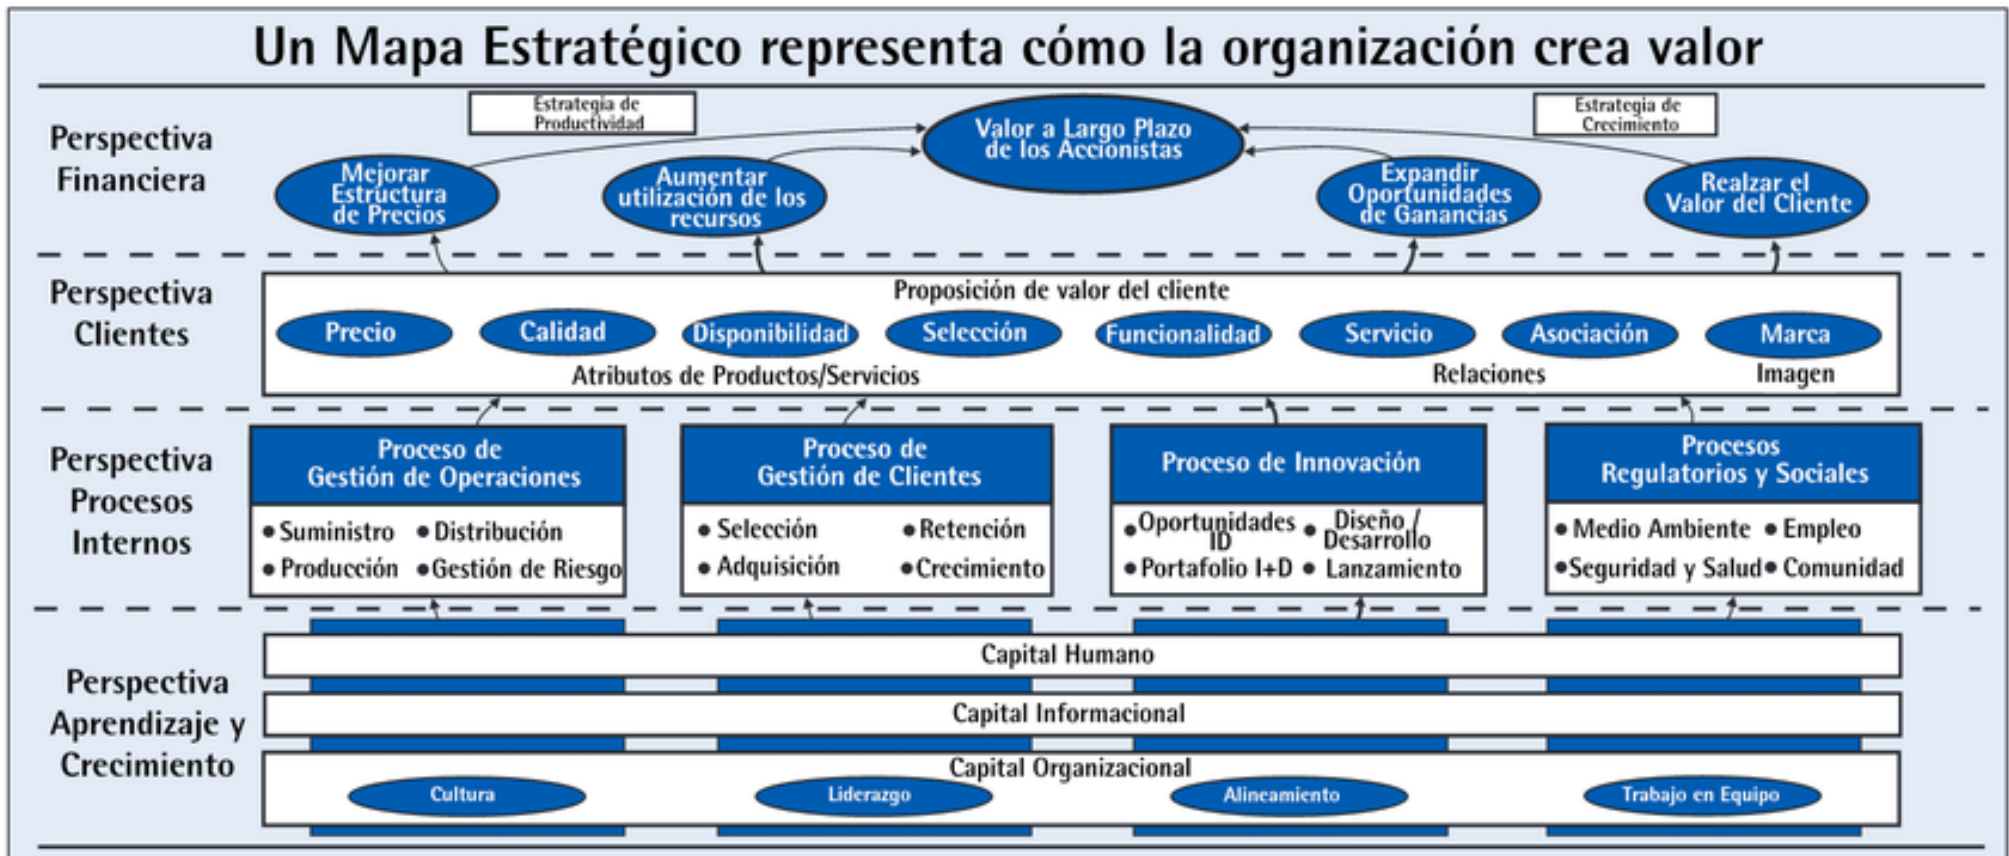 Un Mapa Estratégico representa cómo la organización crea valor
Perspectiva
Financiera
Estrategia de
Productividad
Estrategia de
Crecimiento
Valor a Largo Plazo
de los Accionistas
Mejorar
Estructura
de Precios
Aumentar
utilización de los
recursos
Expandir
Oportunidades
de Ganancias
Realzar el
Valor del Cliente
Perspectiva
Clientes
Proposición de valor del cliente
Precio
Calidad
Disponibilidad
Selección
Funcionalidad
Servicio
Asociación
Marca
Atributos de Productos/Servicios
Relaciones
Imagen
Perspectiva
Procesos
Internos
Proceso de
Gestión de Operaciones
• Suministro
• Distribución
• Producción
• Gestión de Riesgo
Proceso de
Gestión de Clientes
• Selección
• Retención
• Adquisición
• Crecimiento
Proceso de Innovación
• Oportunidades
ID
• Diseño /
Desarrollo
• Portafolio I+D
• Lanzamiento
Procesos
Regulatorios y Sociales
• Medio Ambiente
• Empleo
• Seguridad y Salud
• Comunidad
Perspectiva
Aprendizaje y
Crecimiento
Capital Humano
Capital Informacional
Capital Organizacional
Cultura
Liderazgo
Alineamiento
Trabajo en Equipo